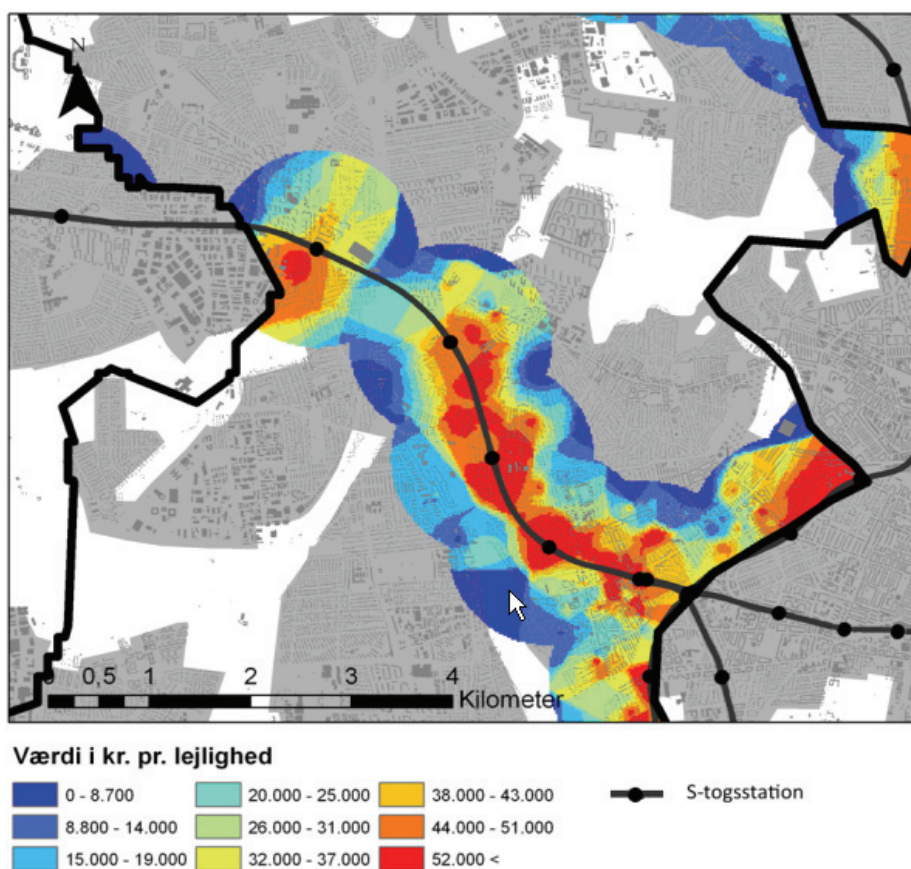 N
0 0,5 1 2 3 4
Kilometer
Værdi i kr. pr. lejlighed
0 - 8.700
8.800 - 14.000
15.000 - 19.000
20.000 - 25.000
26.000 - 31.000
32.000 - 37.000
38.000 - 43.000
44.000 - 51.000
52.000 <
S-togsstation